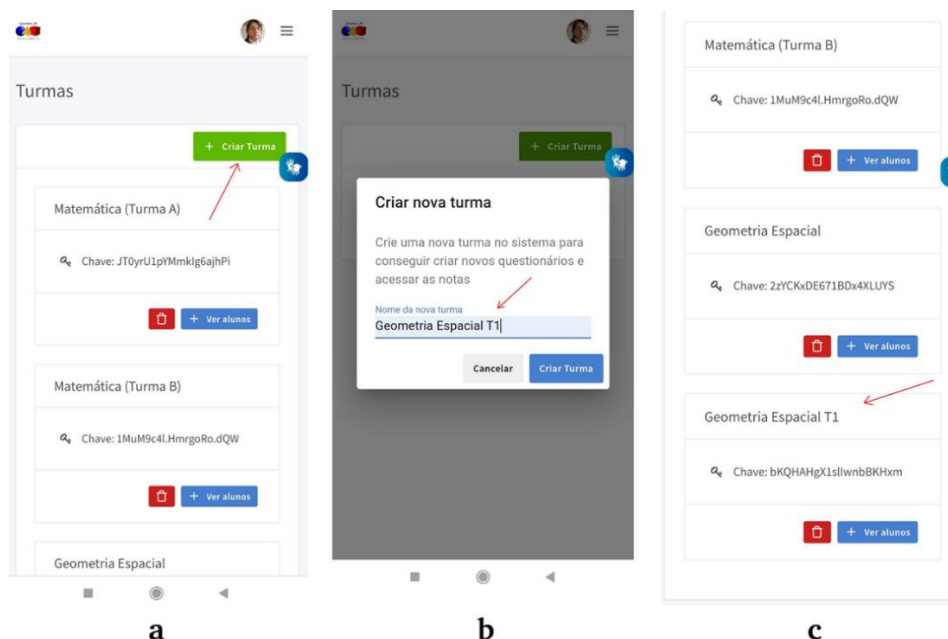 Turmas
+ Criar Turma
Matemática (Turma A)
Chave: JT0yrU1pYMmkIg6ajhPi
+ Ver alunos
Matemática (Turma B)
Chave: 1MuM9c4l.HmrgoRo.dQW
+ Ver alunos
Geometria Espacial
a
Turmas
+ Criar Turma
Criar nova turma
Crie uma nova turma no sistema para
conseguir criar novos questionários e
acessar as notas
Nome da nova turma
Geometria Espacial T1
Cancelar
Criar Turma
b
Matemática (Turma B)
Chave: 1MuM9c4l.HmrgoRo.dQW
+ Ver alunos
Geometria Espacial
Chave: 2zYCKxDE671BDx4XLUYS
+ Ver alunos
Geometria Espacial T1
Chave: bKQHAHgX1slIwnbBKHxm
+ Ver alunos
c